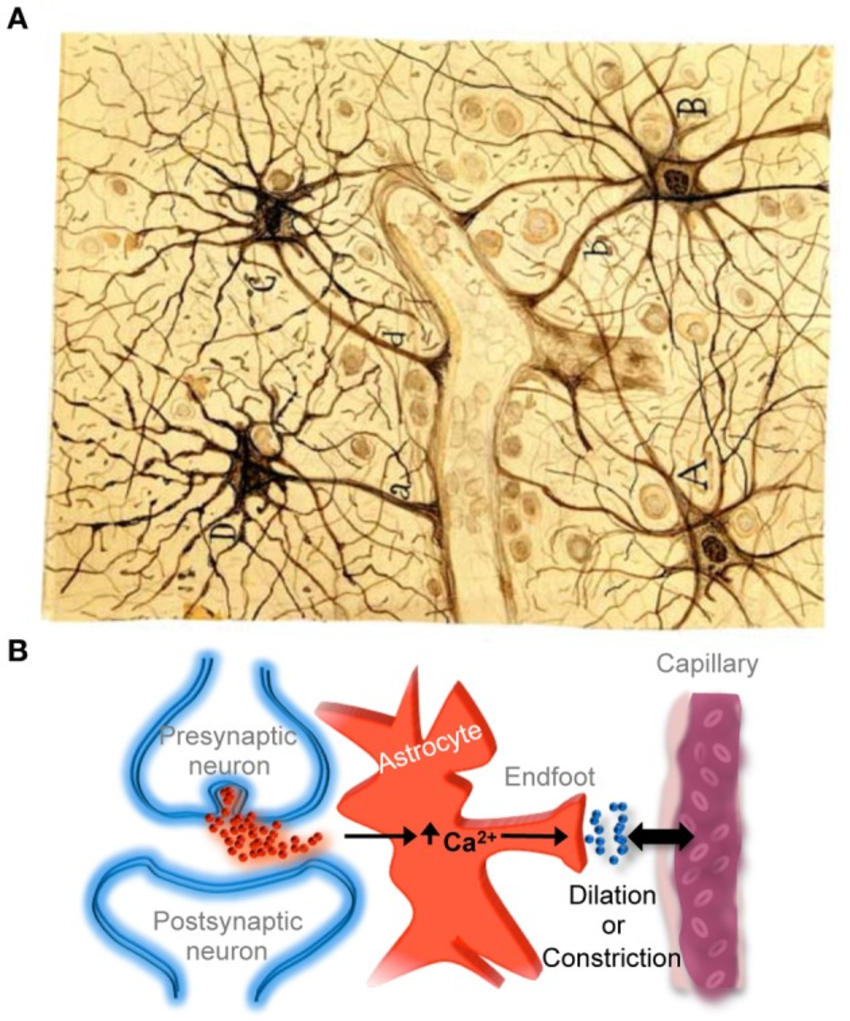 A
B
b
C
d
A
a
D
B
Capillary
Presynaptic
neuron
Astrocyte
Endfoot
Ca²⁺
Dilation
or
Constriction
Postsynaptic
neuron